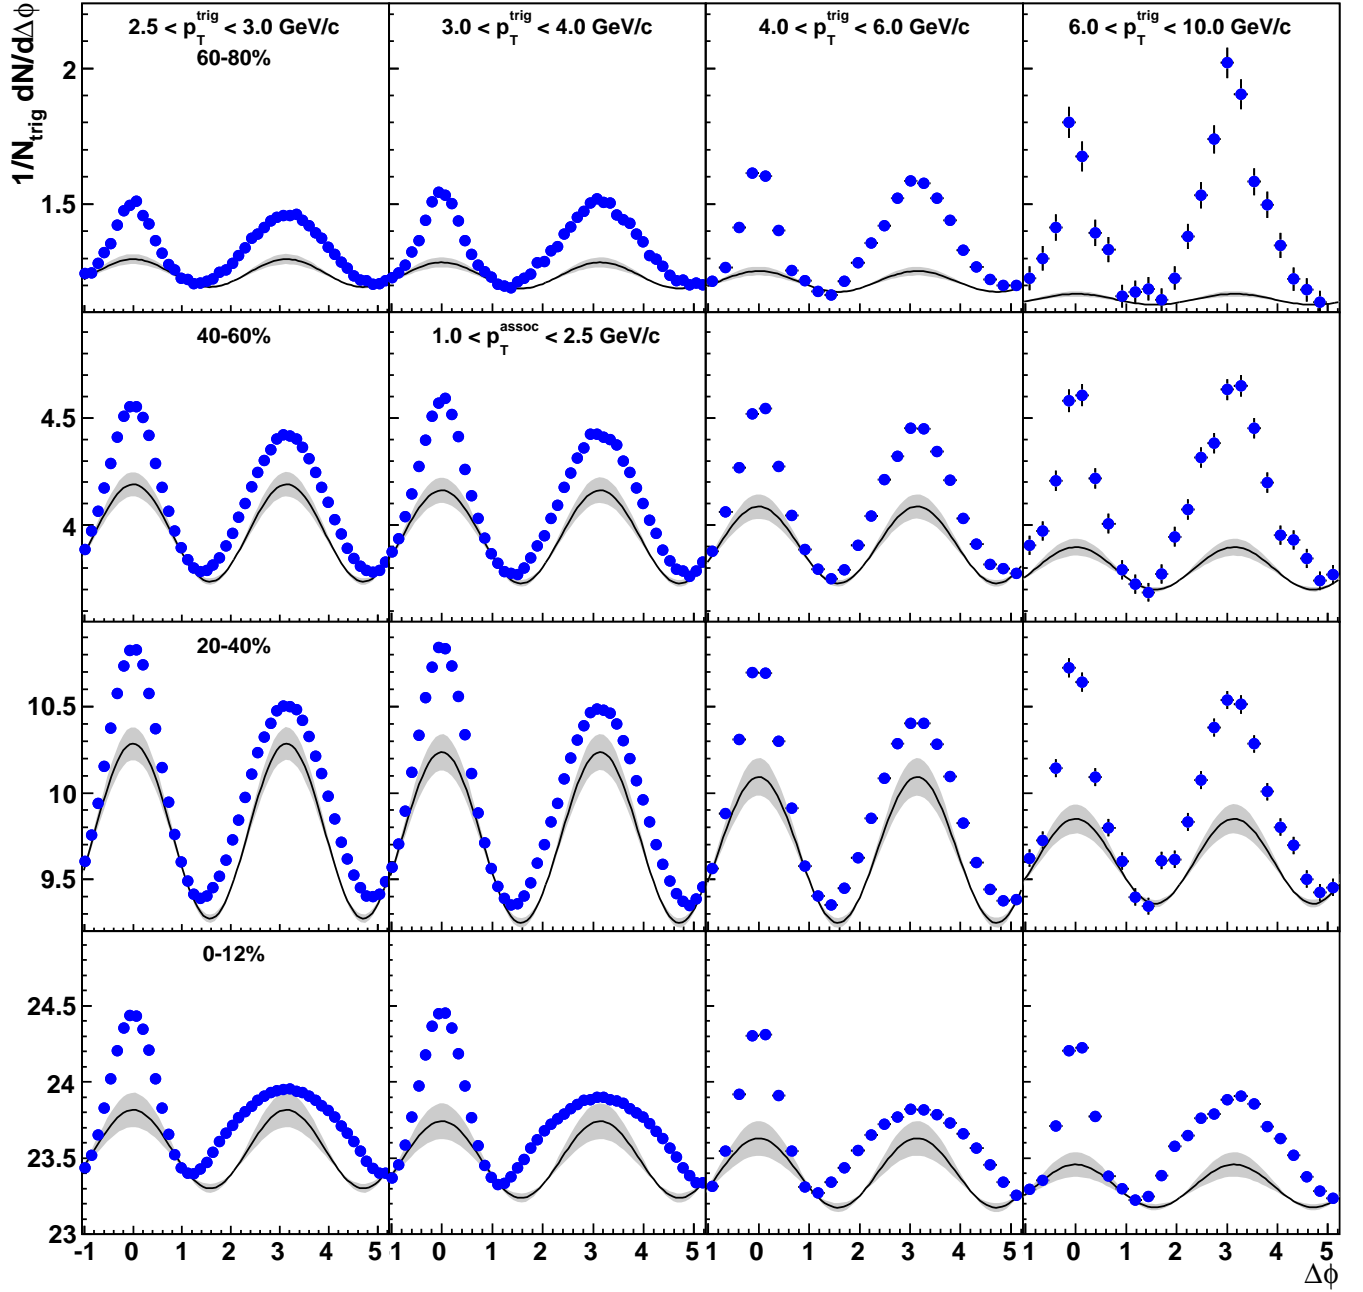 1/N_trig dN/dΔϕ
2.5 < p_T^trig < 3.0 GeV/c
3.0 < p_T^trig < 4.0 GeV/c
4.0 < p_T^trig < 6.0 GeV/c
6.0 < p_T^trig < 10.0 GeV/c
60-80%
2
1.5
40-60%
1.0 < p_T^assoc < 2.5 GeV/c
4.5
4
20-40%
10.5
10
9.5
0-12%
24.5
24
23.5
23
-1 0 1 2 3 4 5 1 0 1 2 3 4 5 1 0 1 2 3 4 5 1 0 1 2 3 4 5
Δϕ